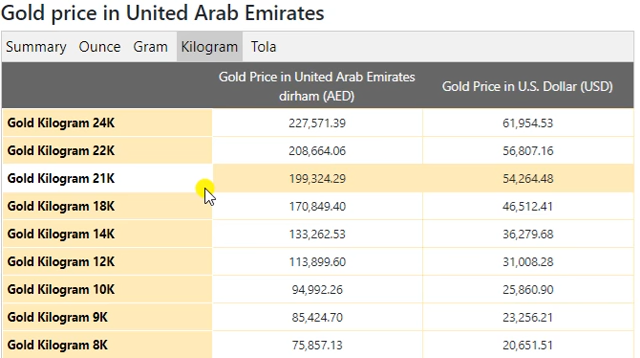 Gold price in United Arab Emirates
Summary Ounce Gram Kilogram Tola
Gold Price in United Arab Emirates dirham (AED) Gold Price in U.S. Dollar (USD)
Gold Kilogram 24K 227,571.39 61,954.53
Gold Kilogram 22K 208,664.06 56,807.16
Gold Kilogram 21K 199,324.29 54,264.48
Gold Kilogram 18K 170,849.40 46,512.41
Gold Kilogram 14K 133,262.53 36,279.68
Gold Kilogram 12K 113,899.60 31,008.28
Gold Kilogram 10K 94,992.26 25,860.90
Gold Kilogram 9K 85,424.70 23,256.21
Gold Kilogram 8K 75,857.13 20,651.51